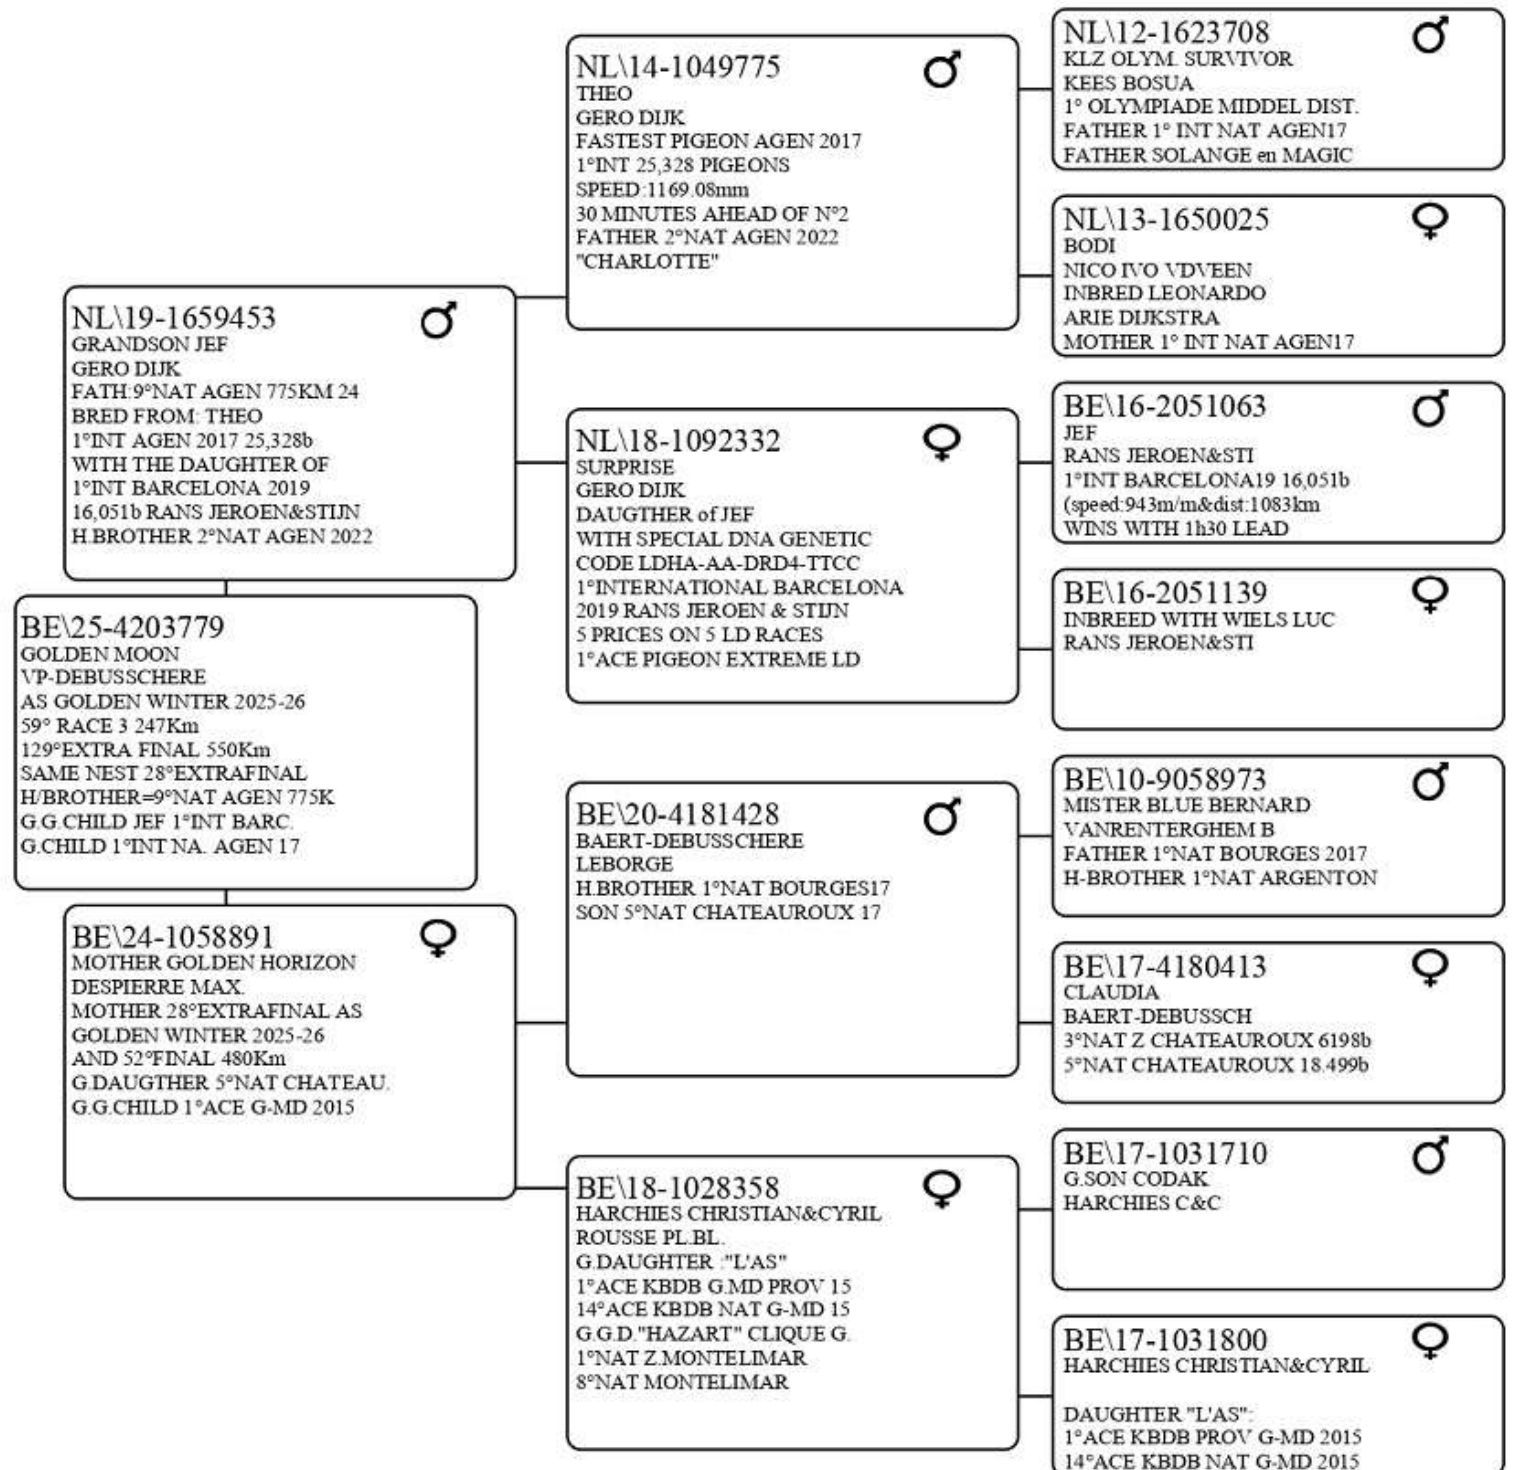 NL\19-1659453
GRANDSON JEF
GERO DIJK
FATH:9°NAT AGEN 775KM 24
BRED FROM: THEO
1°INT AGEN 2017 25,328b
WITH THE DAUGHTER OF
1°INT BARCELONA 2019
16,051b RANS JEROEN&STIJN
H.BROTHER 2°NAT AGEN 2022
BE\25-4203779
GOLDEN MOON
VP-DEBUSSCHERE
AS GOLDEN WINTER 2025-26
59° RACE 3 247Km
129°EXTRA FINAL 550Km
SAME NEST 28°EXTRAFINAL
H/BROTHER=9°NAT AGEN 775K
G.G.CHILD JEF 1°INT BARC.
G.CHILD 1°INT NA. AGEN 17
BE\24-1058891
MOTHER GOLDEN HORIZON
DESPIERRE MAX.
MOTHER 28°EXTRAFINAL AS
GOLDEN WINTER 2025-26
AND 52°FINAL 480Km
G.DAUGTHER 5°NAT CHATEAU.
G.G.CHILD 1°ACE G-MD 2015
NL\14-1049775
THEO
GERO DIJK
FASTEST PIGEON AGEN 2017
1°INT 25,328 PIGEONS
SPEED:1169.08mm
30 MINUTES AHEAD OF N°2
FATHER 2°NAT AGEN 2022
"CHARLOTTE"
NL\18-1092332
SURPRISE
GERO DIJK
DAUGTHER of JEF
WITH SPECIAL DNA GENETIC
CODE LDHA-AA-DRD4-TTCC
1°INTERNATIONAL BARCELONA
2019 RANS JEROEN & STIJN
5 PRICES ON 5 LD RACES
1°ACE PIGEON EXTREME LD
BE\20-4181428
BAERT-DEBUSSCHERE
LEBORGE
H.BROTHER 1°NAT BOURGES17
SON 5°NAT CHATEAUROUX 17
BE\18-1028358
HARCHIES CHRISTIAN&CYRIL
ROUSSE PL.BL.
G.DAUGHTER :"L'AS"
1°ACE KBDB G.MD PROV 15
14°ACE KBDB NAT G-MD 15
G.G.D."HAZART" CLIQUE G.
1°NAT Z.MONTELIMAR
8°NAT MONTELIMAR
NL\12-1623708
KLZ OLYM. SURVIVOR
KEES BOSUA
1° OLYMPIADE MIDDEL DIST.
FATHER 1° INT NAT AGEN17
FATHER SOLANGE en MAGIC
NL\13-1650025
BODI
NICO IVO VDVEEN
INBRED LEONARDO
ARIE DIJKSTRA
MOTHER 1° INT NAT AGEN17
BE\16-2051063
JEF
RANS JEROEN&STI
1°INT BARCELONA19 16,051b
(speed:943m/m&dist:1083km
WINS WITH 1h30 LEAD
BE\16-2051139
INBREED WITH WIELS LUC
RANS JEROEN&STI
BE\10-9058973
MISTER BLUE BERNARD
VANRENTERGHEM B
FATHER 1°NAT BOURGES 2017
H-BROTHER 1°NAT ARGENTON
BE\17-4180413
CLAUDIA
BAERT-DEBUSSCH
3°NAT Z CHATEAUROUX 6198b
5°NAT CHATEAUROUX 18.499b
BE\17-1031710
G.SON CODAK
HARCHIES C&C
BE\17-1031800
HARCHIES CHRISTIAN&CYRIL
DAUGHTER "L'AS":
1°ACE KBDB PROV G-MD 2015
14°ACE KBDB NAT G-MD 2015